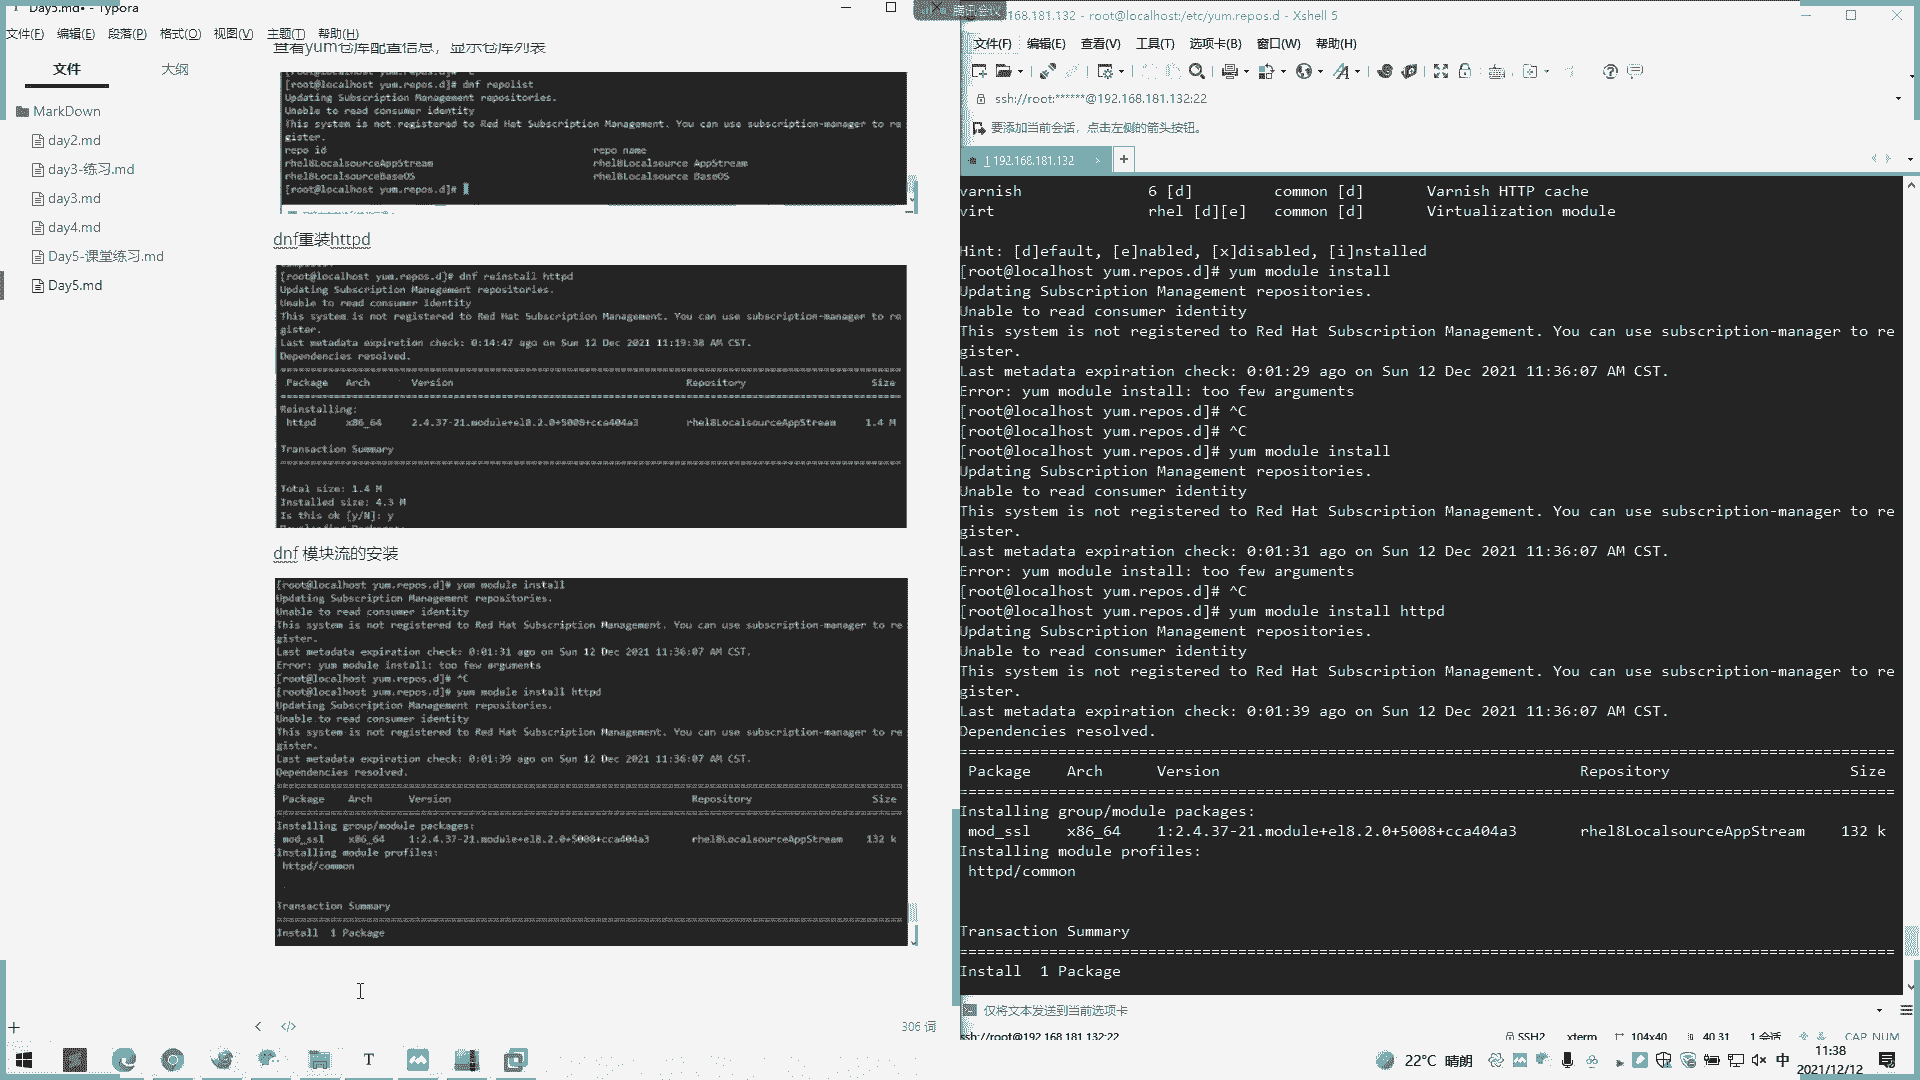 Day5.md• - Typora
文件(F) 编辑(E) 段落(P) 格式(O) 视图(V) 主题(T) 帮助(H)
文件 大纲
MarkDown
day2.md
day3-练习.md
day3.md
day4.md
Day5-课堂练习.md
Day5.md
查看yum仓库配置信息，显示仓库列表
[root@localhost yum.repos.d]# dnf repolist
Updating Subscription Management repositories.
Unable to read consumer identity
This system is not registered to Red Hat Subscription Management. You can use subscription-manager to re
gister.
repo id repo name
rhel8LocalsourceAppStream rhel8Localsource AppStream
rhel8LocalsourceBaseOS rhel8Localsource BaseOS
[root@localhost yum.repos.d]#
dnf重装httpd
[root@localhost yum.repos.d]# dnf reinstall httpd
Updating Subscription Management repositories.
Unable to read consumer identity
This system is not registered to Red Hat Subscription Management. You can use subscription-manager to re
gister.
Last metadata expiration check: 0:14:47 ago on Sun 12 Dec 2021 11:19:38 AM CST.
Dependencies resolved.
Package Arch Version Repository Size
Reinstalling:
httpd x86_64 2.4.37-21.module+el8.2.0+5008+cca404a3 rhel8LocalsourceAppStream 1.4 M
Transaction Summary
Total size: 1.4 M
Installed size: 4.3 M
Is this ok [y/N]: y
dnf 模块流的安装
[root@localhost yum.repos.d]# yum module install
Updating Subscription Management repositories.
Unable to read consumer identity
This system is not registered to Red Hat Subscription Management. You can use subscription-manager to re
gister.
Last metadata expiration check: 0:01:31 ago on Sun 12 Dec 2021 11:36:07 AM CST.
Error: yum module install: too few arguments
[root@localhost yum.repos.d]# ^C
[root@localhost yum.repos.d]# yum module install httpd
Updating Subscription Management repositories.
Unable to read consumer identity
This system is not registered to Red Hat Subscription Management. You can use subscription-manager to re
gister.
Last metadata expiration check: 0:01:39 ago on Sun 12 Dec 2021 11:36:07 AM CST.
Dependencies resolved.
Package Arch Version Repository Size
Installing group/module packages:
mod_ssl x86_64 1:2.4.37-21.module+el8.2.0+5008+cca404a3 rhel8LocalsourceAppStream 132 k
Installing module profiles:
httpd/common
Transaction Summary
Install 1 Package
306 词
腾讯会议
168.181.132 - root@localhost:/etc/yum.repos.d - Xshell 5
文件(F) 编辑(E) 查看(V) 工具(T) 选项卡(B) 窗口(W) 帮助(H)
ssh://root:******@192.168.181.132:22
要添加当前会话，点击左侧的箭头按钮。
1 192.168.181.132
varnish 6 [d] common [d] Varnish HTTP cache
virt rhel [d][e] common [d] Virtualization module
Hint: [d]efault, [e]nabled, [x]disabled, [i]nstalled
[root@localhost yum.repos.d]# yum module install
Updating Subscription Management repositories.
Unable to read consumer identity
This system is not registered to Red Hat Subscription Management. You can use subscription-manager to re
gister.
Last metadata expiration check: 0:01:29 ago on Sun 12 Dec 2021 11:36:07 AM CST.
Error: yum module install: too few arguments
[root@localhost yum.repos.d]# ^C
[root@localhost yum.repos.d]# ^C
[root@localhost yum.repos.d]# yum module install
Updating Subscription Management repositories.
Unable to read consumer identity
This system is not registered to Red Hat Subscription Management. You can use subscription-manager to re
gister.
Last metadata expiration check: 0:01:31 ago on Sun 12 Dec 2021 11:36:07 AM CST.
Error: yum module install: too few arguments
[root@localhost yum.repos.d]# ^C
[root@localhost yum.repos.d]# yum module install httpd
Updating Subscription Management repositories.
Unable to read consumer identity
This system is not registered to Red Hat Subscription Management. You can use subscription-manager to re
gister.
Last metadata expiration check: 0:01:39 ago on Sun 12 Dec 2021 11:36:07 AM CST.
Dependencies resolved.
================================================================================
Package Arch Version Repository Size
================================================================================
Installing group/module packages:
mod_ssl x86_64 1:2.4.37-21.module+el8.2.0+5008+cca404a3 rhel8LocalsourceAppStream 132 k
Installing module profiles:
httpd/common
Transaction Summary
================================================================================
Install 1 Package
仅将文本发送到当前选项卡
ssh://root@192.168.181.132:22 SSH2 xterm 104x40 40,31 1 会话 CAP NUM
22°C 晴朗 中 11:38
2021/12/12